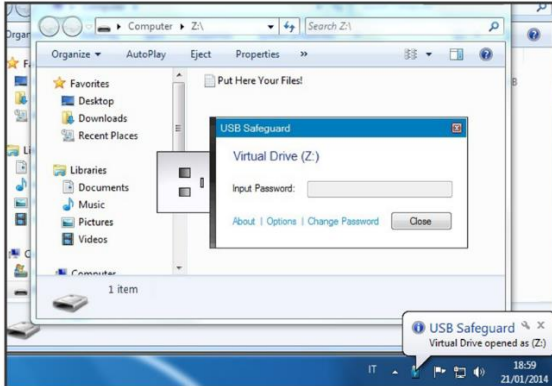 Organ
Computer ▸ Z:\
Search Z:\
Organize
AutoPlay
Eject
Properties
»
Favorites
Desktop
Downloads
Recent Places
Libraries
Documents
Music
Pictures
Videos
Computer
Put Here Your Files!
USB Safeguard
Virtual Drive (Z:)
Input Password:
About | Options | Change Password
Close
1 item
USB Safeguard
Virtual Drive opened as (Z:)
IT
18:59
21/01/2014